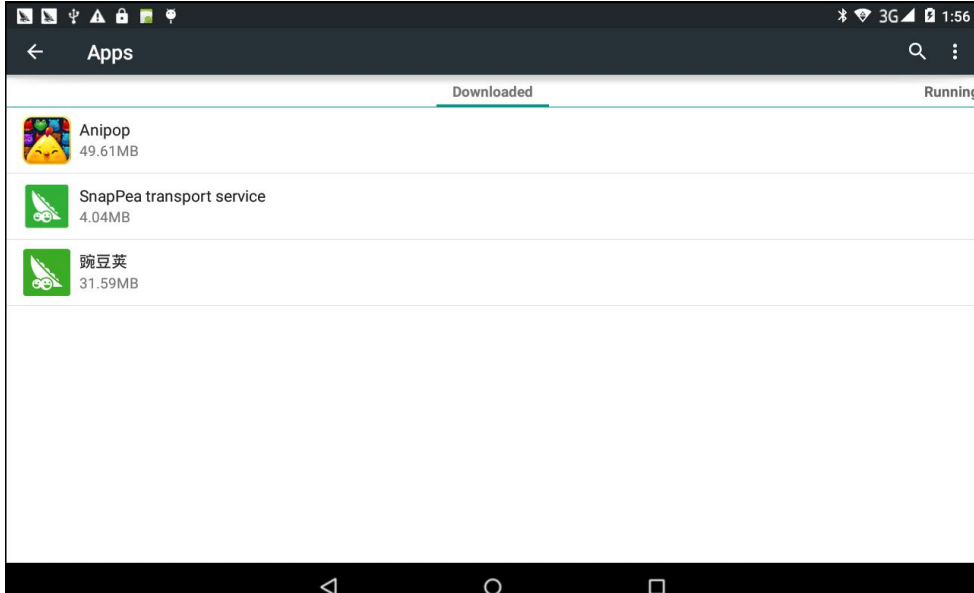 3G 1:56
Apps
Downloaded
Running
Anipop
49.61MB
SnapPea transport service
4.04MB
豌豆荚
31.59MB